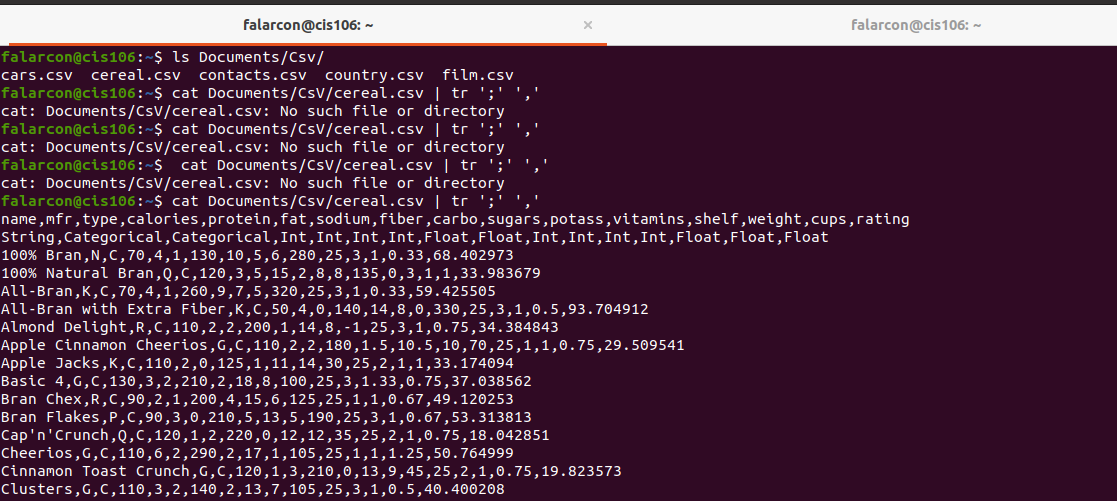 falarcon@cis106: ~ × falarcon@cis106: ~
falarcon@cis106:~$ ls Documents/Csv/
cars.csv  cereal.csv  contacts.csv  country.csv  film.csv
falarcon@cis106:~$ cat Documents/CsV/cereal.csv | tr ';' ','
cat: Documents/CsV/cereal.csv: No such file or directory
falarcon@cis106:~$ cat Documents/CsV/cereal.csv | tr ';' ','
cat: Documents/CsV/cereal.csv: No such file or directory
falarcon@cis106:~$  cat Documents/CsV/cereal.csv | tr ';' ','
cat: Documents/CsV/cereal.csv: No such file or directory
falarcon@cis106:~$ cat Documents/Csv/cereal.csv | tr ';' ','
name,mfr,type,calories,protein,fat,sodium,fiber,carbo,sugars,potass,vitamins,shelf,weight,cups,rating
String,Categorical,Categorical,Int,Int,Int,Int,Float,Float,Int,Int,Int,Int,Float,Float,Float
100% Bran,N,C,70,4,1,130,10,5,6,280,25,3,1,0.33,68.402973
100% Natural Bran,Q,C,120,3,5,15,2,8,8,135,0,3,1,1,33.983679
All-Bran,K,C,70,4,1,260,9,7,5,320,25,3,1,0.33,59.425505
All-Bran with Extra Fiber,K,C,50,4,0,140,14,8,0,330,25,3,1,0.5,93.704912
Almond Delight,R,C,110,2,2,200,1,14,8,-1,25,3,1,0.75,34.384843
Apple Cinnamon Cheerios,G,C,110,2,2,180,1.5,10.5,10,70,25,1,1,0.75,29.509541
Apple Jacks,K,C,110,2,0,125,1,11,14,30,25,2,1,1,33.174094
Basic 4,G,C,130,3,2,210,2,18,8,100,25,3,1.33,0.75,37.038562
Bran Chex,R,C,90,2,1,200,4,15,6,125,25,1,1,0.67,49.120253
Bran Flakes,P,C,90,3,0,210,5,13,5,190,25,3,1,0.67,53.313813
Cap'n'Crunch,Q,C,120,1,2,220,0,12,12,35,25,2,1,0.75,18.042851
Cheerios,G,C,110,6,2,290,2,17,1,105,25,1,1,1.25,50.764999
Cinnamon Toast Crunch,G,C,120,1,3,210,0,13,9,45,25,2,1,0.75,19.823573
Clusters,G,C,110,3,2,140,2,13,7,105,25,3,1,0.5,40.400208